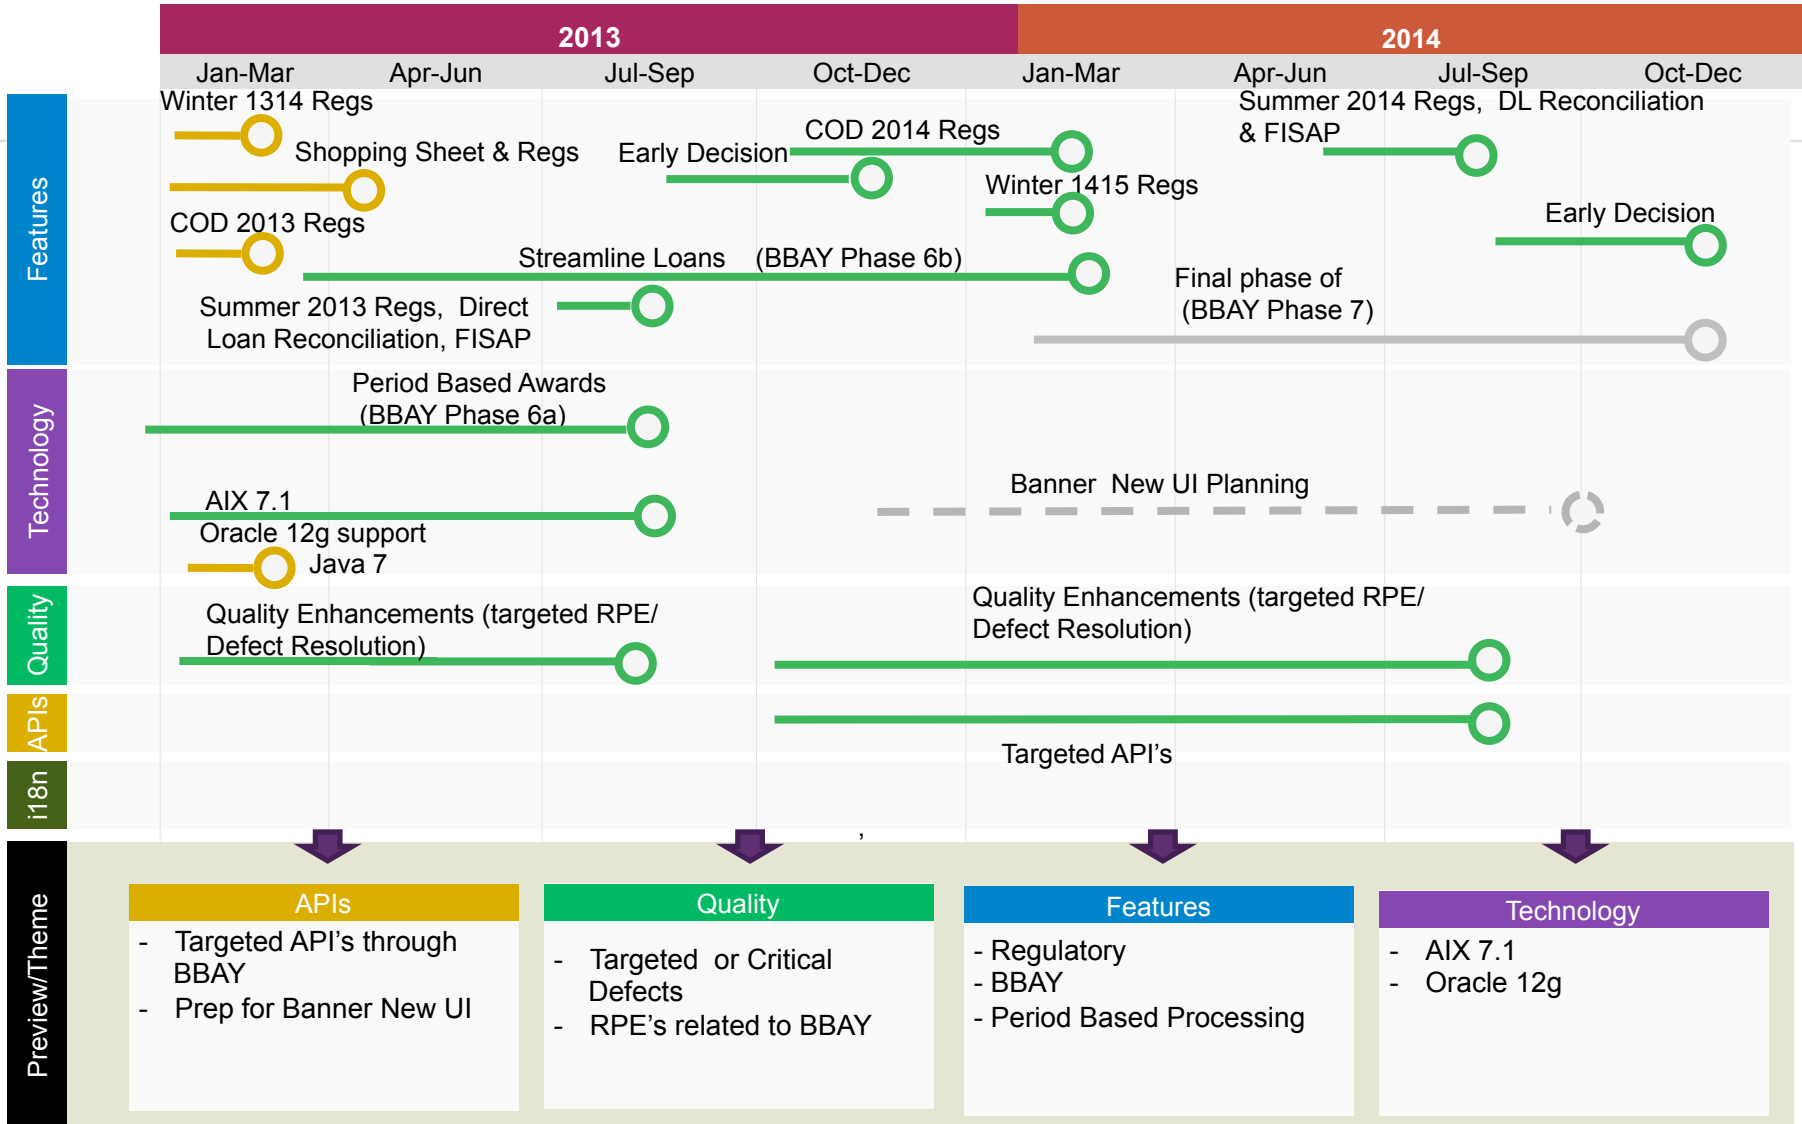 2013
2014
Jan-Mar
Apr-Jun
Jul-Sep
Oct-Dec
Jan-Mar
Apr-Jun
Jul-Sep
Oct-Dec
Features
Winter 1314 Regs
Shopping Sheet & Regs
COD 2013 Regs
Early Decision
COD 2014 Regs
Winter 1415 Regs
Summer 2014 Regs,  DL Reconciliation
& FISAP
Early Decision
Streamline Loans    (BBAY Phase 6b)
Summer 2013 Regs,  Direct
Loan Reconciliation, FISAP
Final phase of
(BBAY Phase 7)
Technology
Period Based Awards
(BBAY Phase 6a)
AIX 7.1
Oracle 12g support
Java 7
Banner  New UI Planning
Quality
Quality Enhancements (targeted RPE/
Defect Resolution)
Quality Enhancements (targeted RPE/
Defect Resolution)
APIs
Targeted API’s
i18n
,
Preview/Theme
APIs
- Targeted API’s through
BBAY
- Prep for Banner New UI
Quality
- Targeted  or Critical
Defects
- RPE’s related to BBAY
Features
- Regulatory
- BBAY
- Period Based Processing
Technology
- AIX 7.1
- Oracle 12g